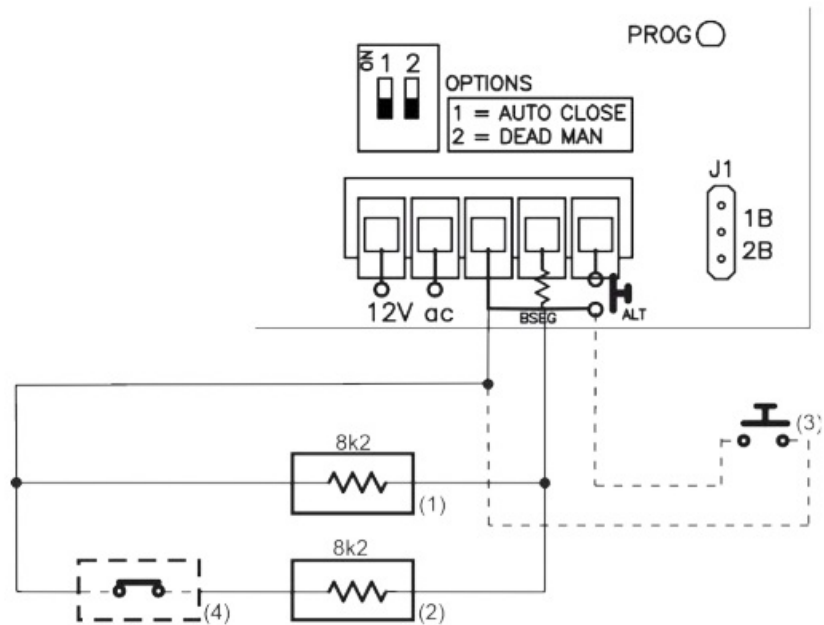 PROG
ON
1 2
OPTIONS
1 = AUTO CLOSE
2 = DEAD MAN
J1
1B
2B
12V ac
BSEG
ALT
8k2
(1)
(3)
8k2
(2)
(4)